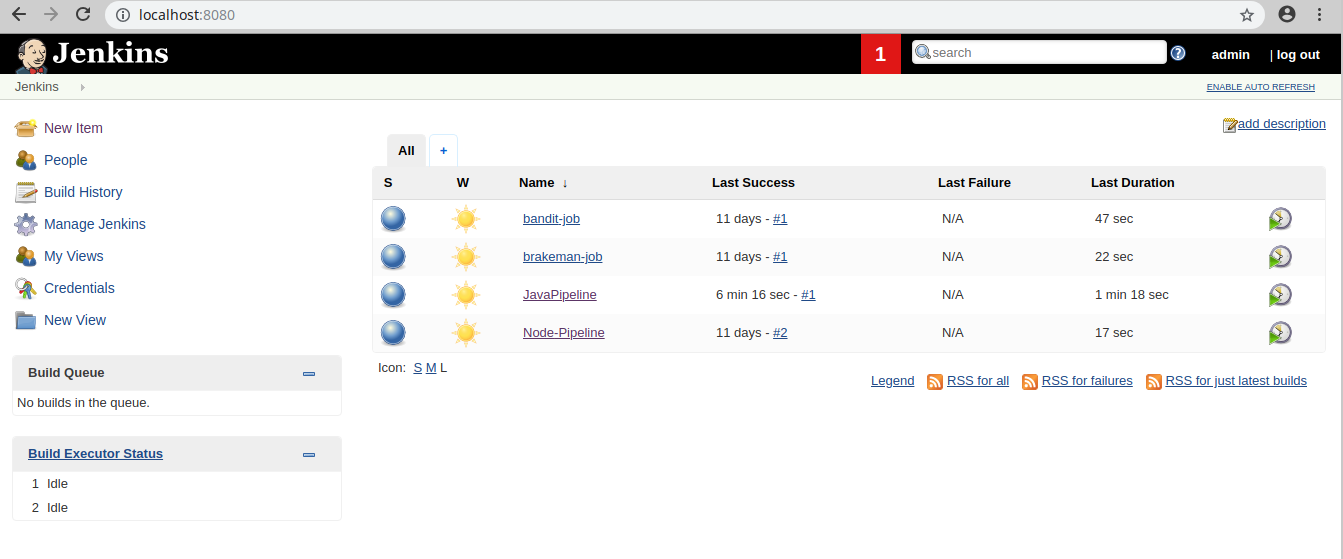 localhost:8080
Jenkins 1 search ? admin | log out
Jenkins ENABLE AUTO REFRESH
add description
New Item
People
Build History
Manage Jenkins
My Views
Credentials
New View
Build Queue
No builds in the queue.
Build Executor Status
1 Idle
2 Idle
All +
S W Name ↓ Last Success Last Failure Last Duration
bandit-job 11 days - #1 N/A 47 sec
brakeman-job 11 days - #1 N/A 22 sec
JavaPipeline 6 min 16 sec - #1 N/A 1 min 18 sec
Node-Pipeline 11 days - #2 N/A 17 sec
Icon: S M L
Legend RSS for all RSS for failures RSS for just latest builds